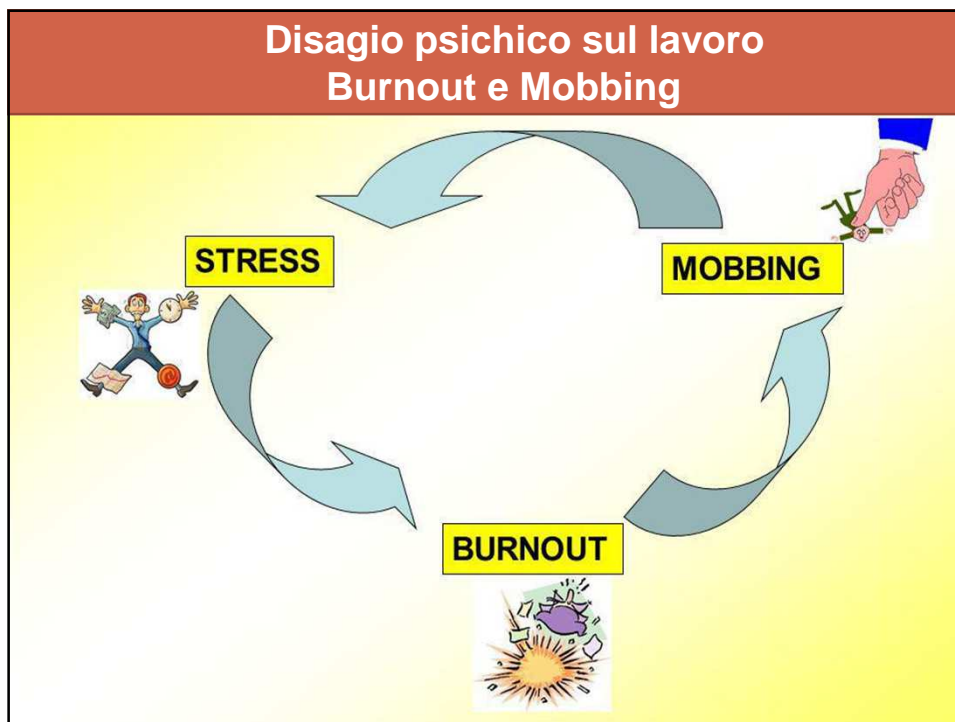 Disagio psichico sul lavoro
Burnout e Mobbing
STRESS
MOBBING
BURNOUT